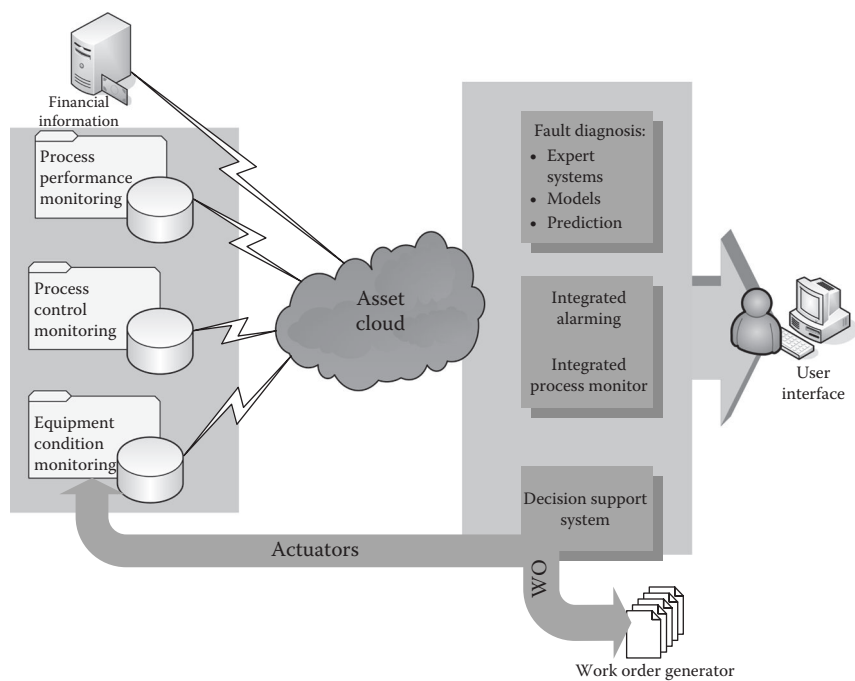 Financial
information
Process
performance
monitoring
Process
control
monitoring
Equipment
condition
monitoring
Asset
cloud
Fault diagnosis:
• Expert
systems
• Models
• Prediction
Integrated
alarming
Integrated
process monitor
Decision support
system
User
interface
Actuators
WO
Work order generator